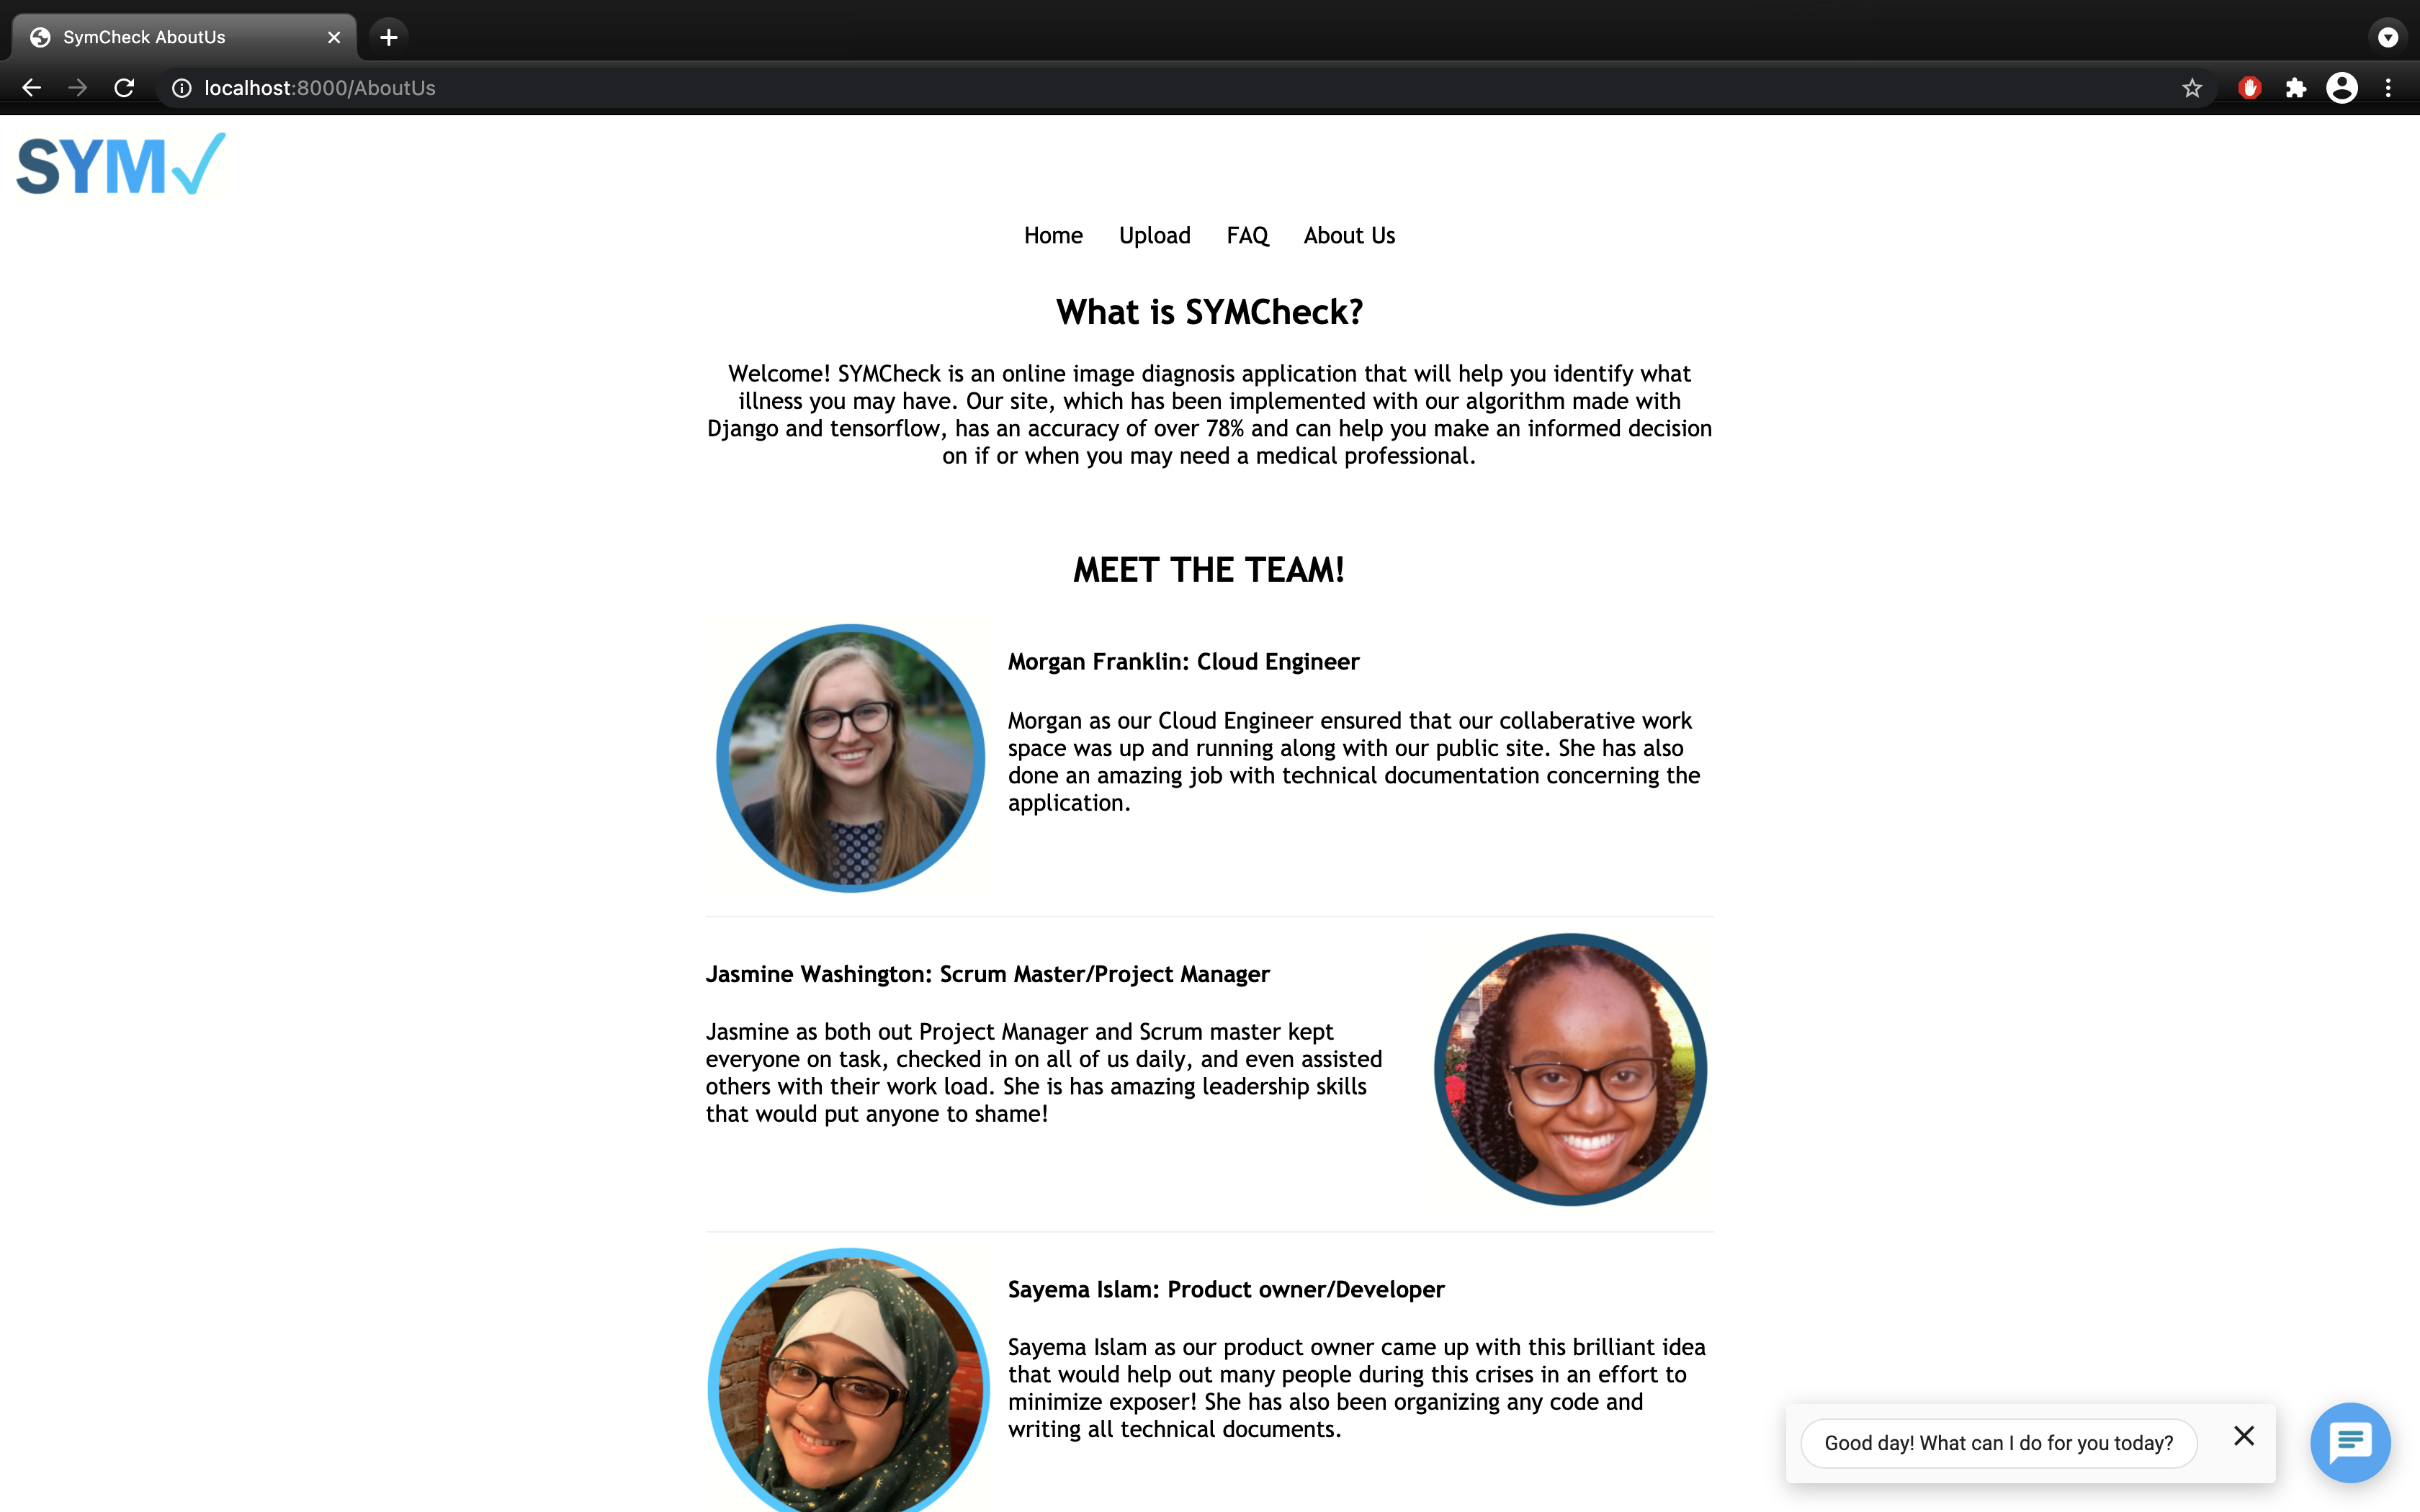 SymCheck AboutUs
localhost:8000/AboutUs
SYM✓
Home Upload FAQ About Us
What is SYMCheck?
Welcome! SYMCheck is an online image diagnosis application that will help you identify what
illness you may have. Our site, which has been implemented with our algorithm made with
Django and tensorflow, has an accuracy of over 78% and can help you make an informed decision
on if or when you may need a medical professional.
MEET THE TEAM!
Morgan Franklin: Cloud Engineer
Morgan as our Cloud Engineer ensured that our collaberative work
space was up and running along with our public site. She has also
done an amazing job with technical documentation concerning the
application.
Jasmine Washington: Scrum Master/Project Manager
Jasmine as both out Project Manager and Scrum master kept
everyone on task, checked in on all of us daily, and even assisted
others with their work load. She is has amazing leadership skills
that would put anyone to shame!
Sayema Islam: Product owner/Developer
Sayema Islam as our product owner came up with this brilliant idea
that would help out many people during this crises in an effort to
minimize exposer! She has also been organizing any code and
writing all technical documents.
Good day! What can I do for you today?